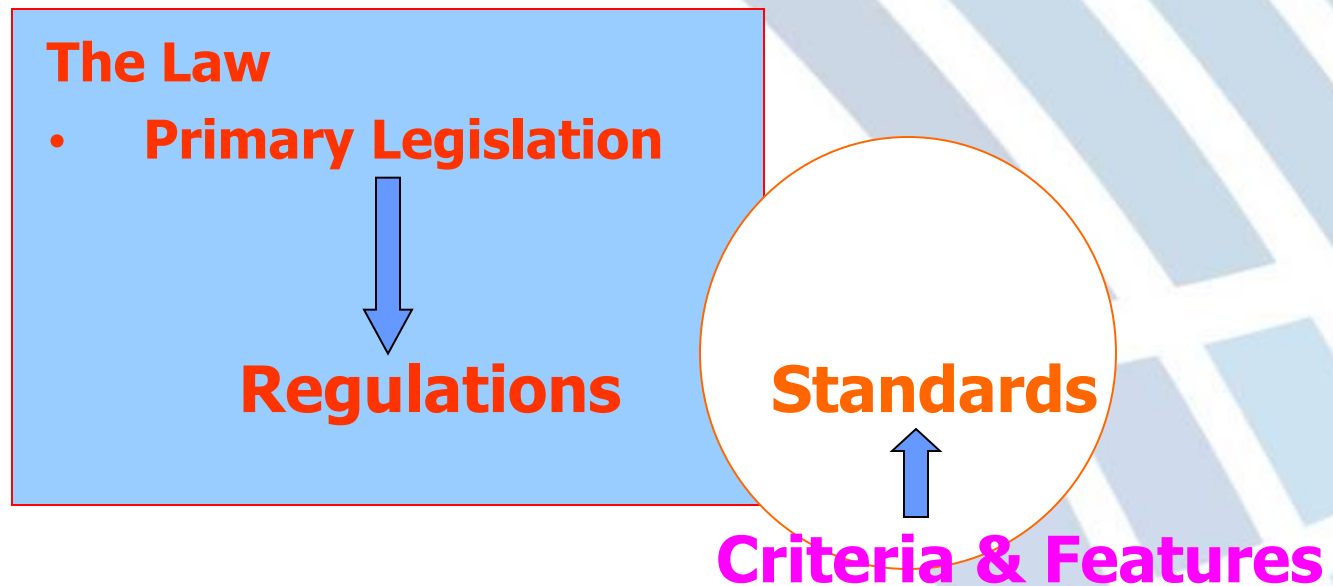 The Law
• Primary Legislation
Regulations
Standards
Criteria & Features